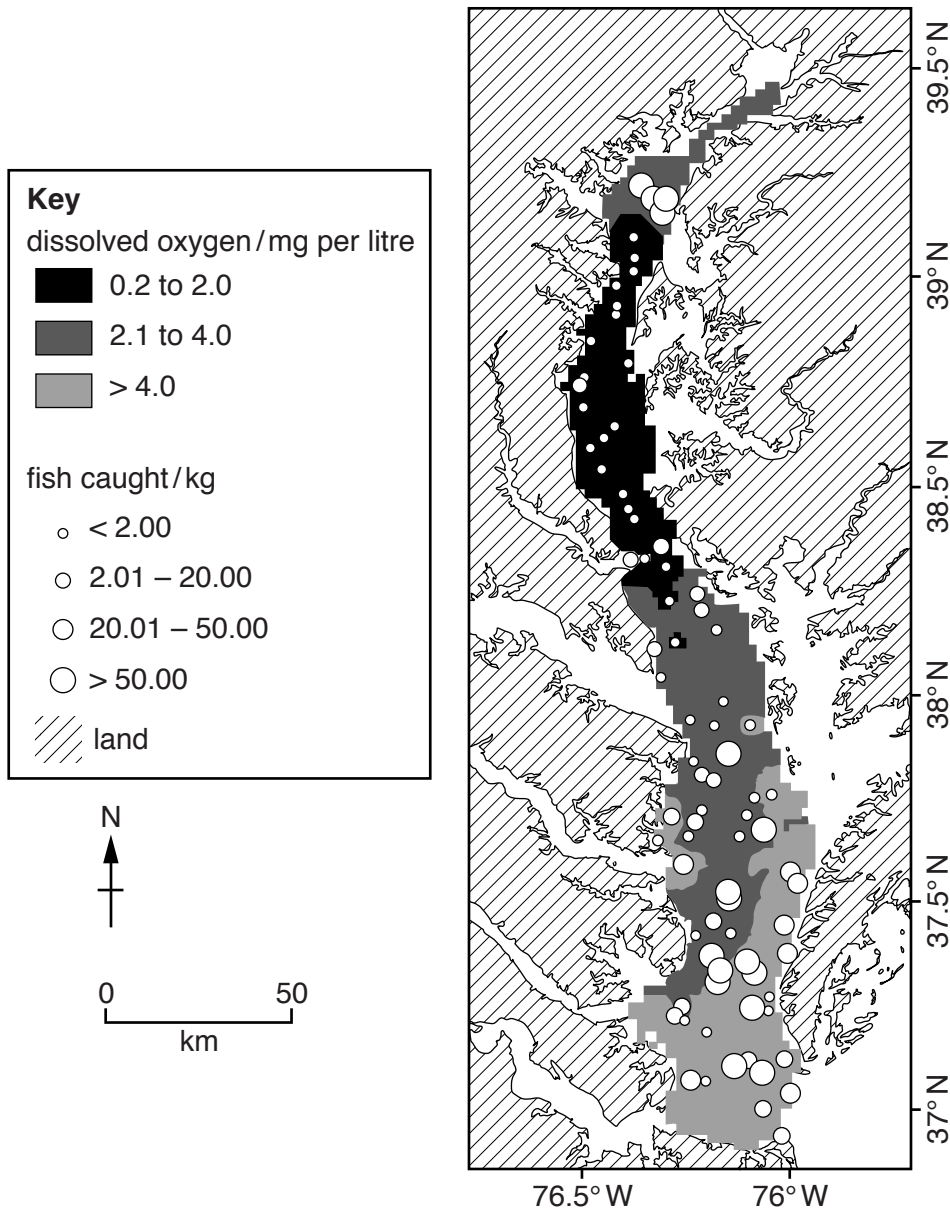 Key
dissolved oxygen / mg per litre
0.2 to 2.0
2.1 to 4.0
> 4.0
fish caught / kg
< 2.00
2.01 – 20.00
20.01 – 50.00
> 50.00
land
N
0 50
km
39.5° N
39° N
38.5° N
38° N
37.5° N
37° N
76.5° W 76° W